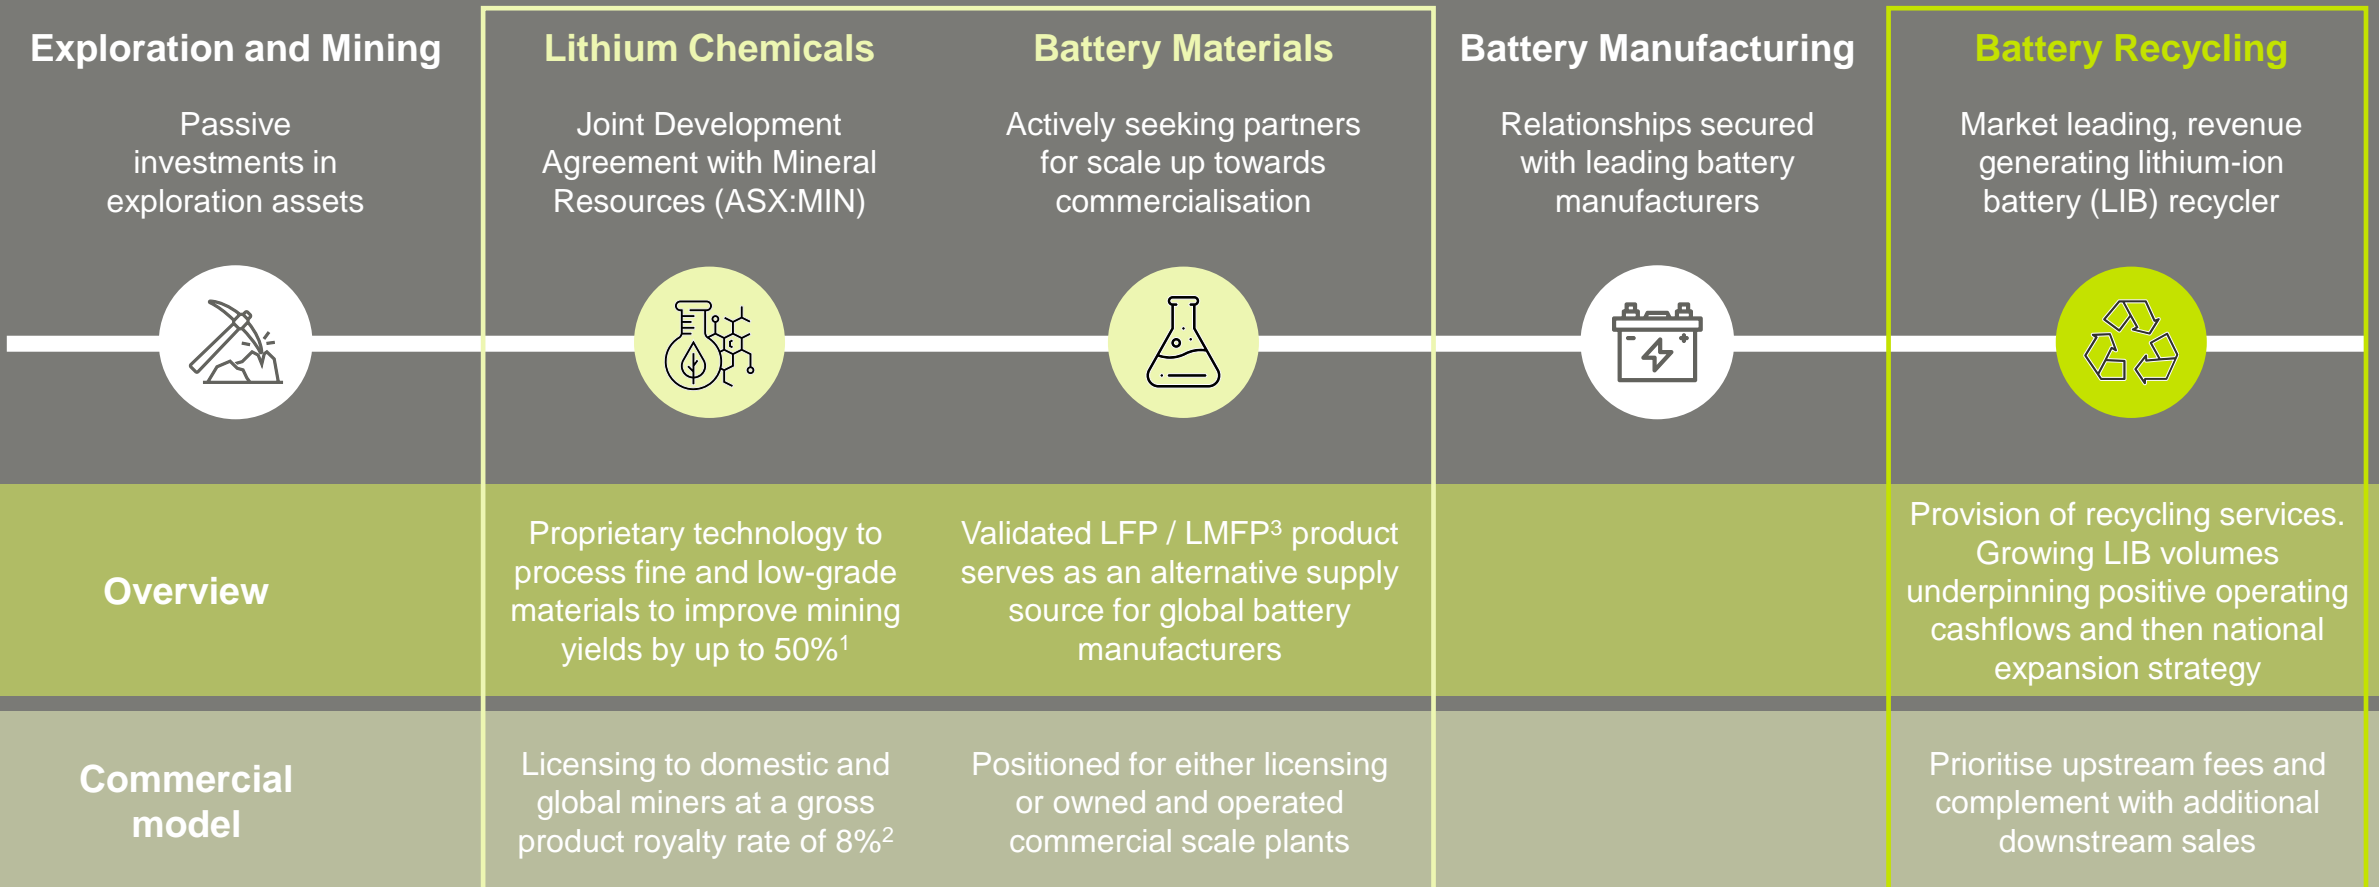 Exploration and Mining
Passive
investments in
exploration assets
Lithium Chemicals
Joint Development
Agreement with Mineral
Resources (ASX:MIN)
Battery Materials
Actively seeking partners
for scale up towards
commercialisation
Battery Manufacturing
Relationships secured
with leading battery
manufacturers
Battery Recycling
Market leading, revenue
generating lithium-ion
battery (LIB) recycler
Overview
Proprietary technology to
process fine and low-grade
materials to improve mining
yields by up to 50%¹
Validated LFP / LMFP³ product
serves as an alternative supply
source for global battery
manufacturers
Provision of recycling services.
Growing LIB volumes
underpinning positive operating
cashflows and then national
expansion strategy
Commercial
model
Licensing to domestic and
global miners at a gross
product royalty rate of 8%²
Positioned for either licensing
or owned and operated
commercial scale plants
Prioritise upstream fees and
complement with additional
downstream sales